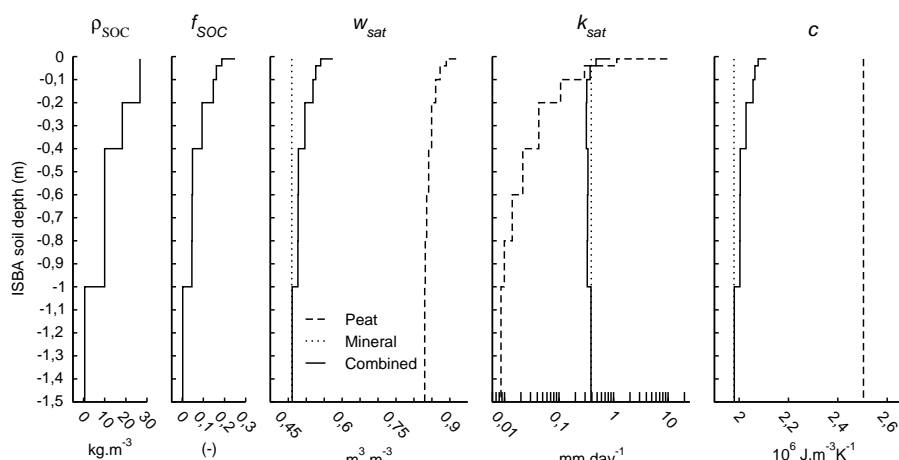 ρSOC fSOC wsat ksat c
0
-0,1
-0,2
-0,3
-0,4
-0,5
-0,6
-0,7
-0,8
-0,9
-1
-1,1
-1,2
-1,3
-1,4
-1,5
ISBA soil depth (m)
Peat
Mineral
Combined
0 10 20 30
0 0,1 0,2 0,3
0,45 0,6 0,75 0,9
0,01 0,1 1 10
2 2,2 2,4 2,6
kg.m⁻³ (-) m³.m⁻³ mm.day⁻¹ 10⁶ J.m⁻³K⁻¹